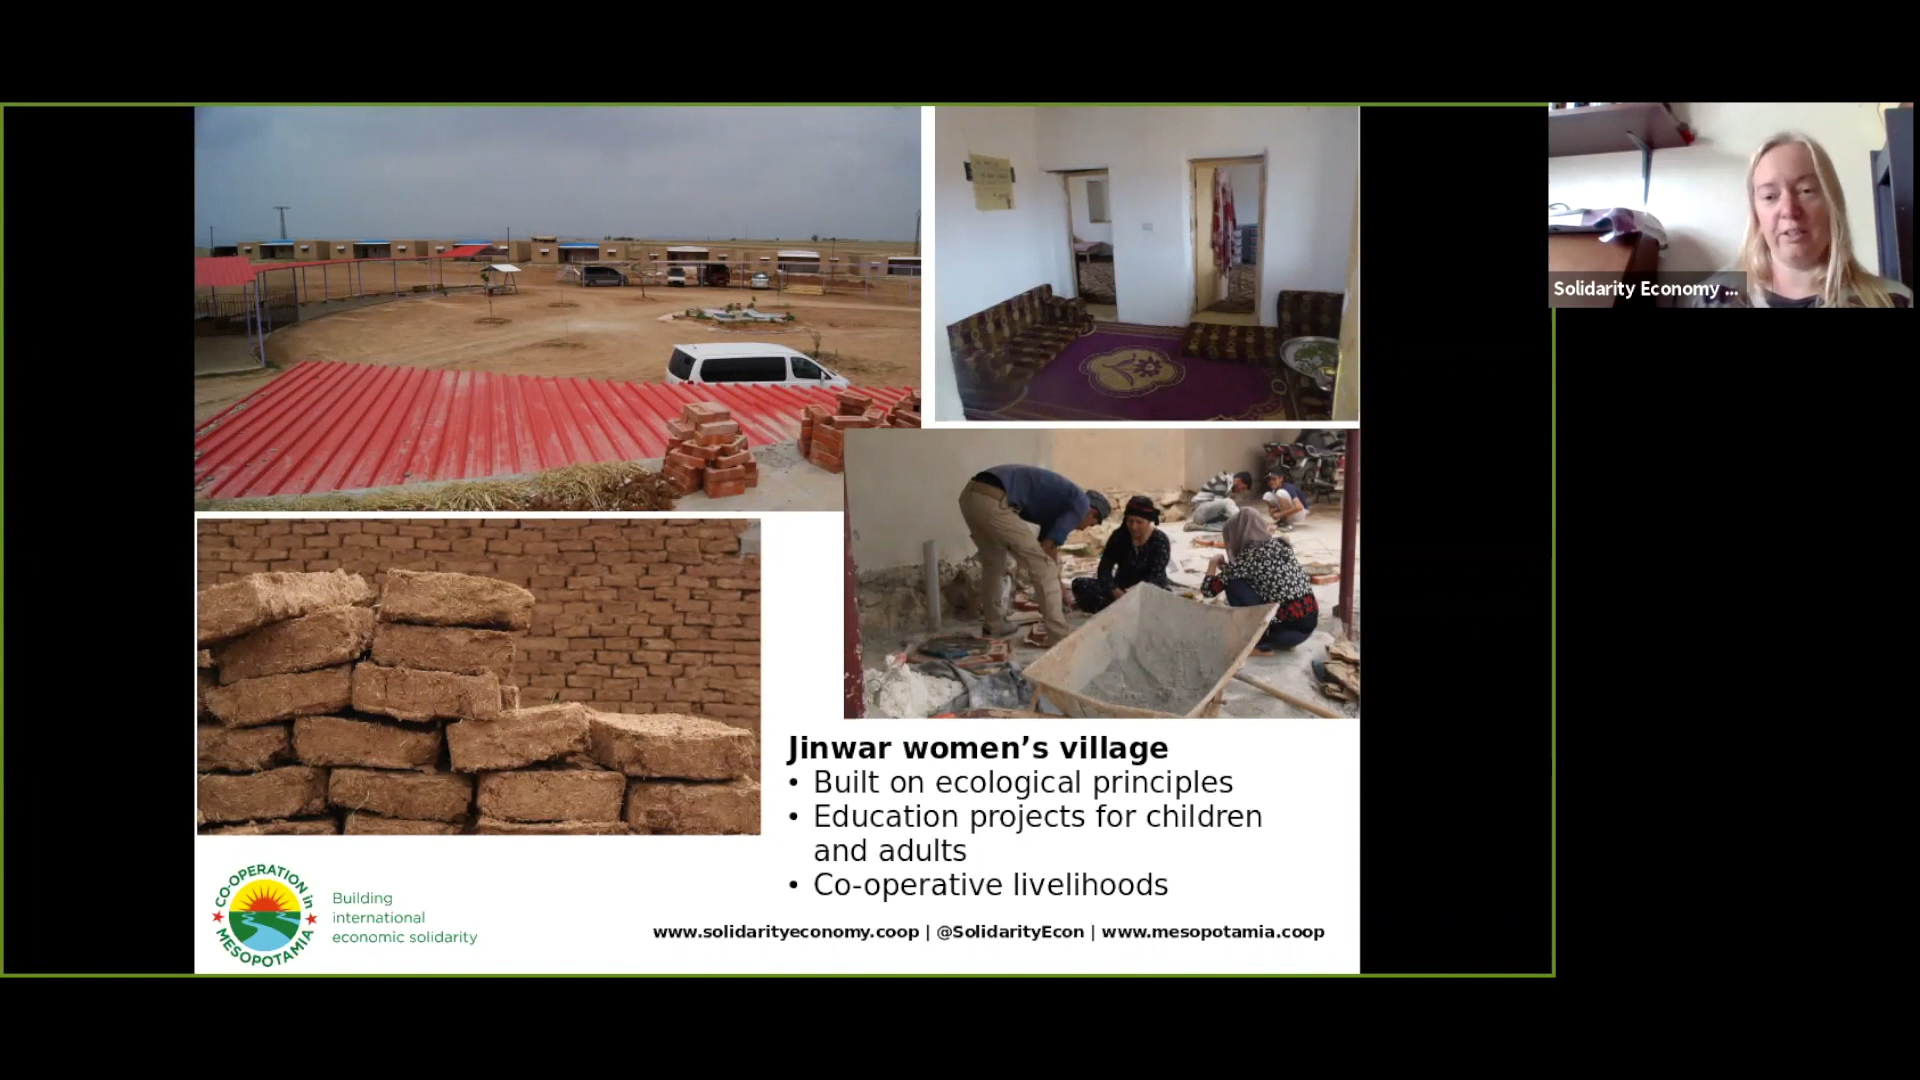 Solidarity Economy ...
Jinwar women’s village
• Built on ecological principles
• Education projects for children
and adults
• Co-operative livelihoods
CO-OPERATION in
MESOPOTAMIA
Building
international
economic solidarity
www.solidarityeconomy.coop | @SolidarityEcon | www.mesopotamia.coop